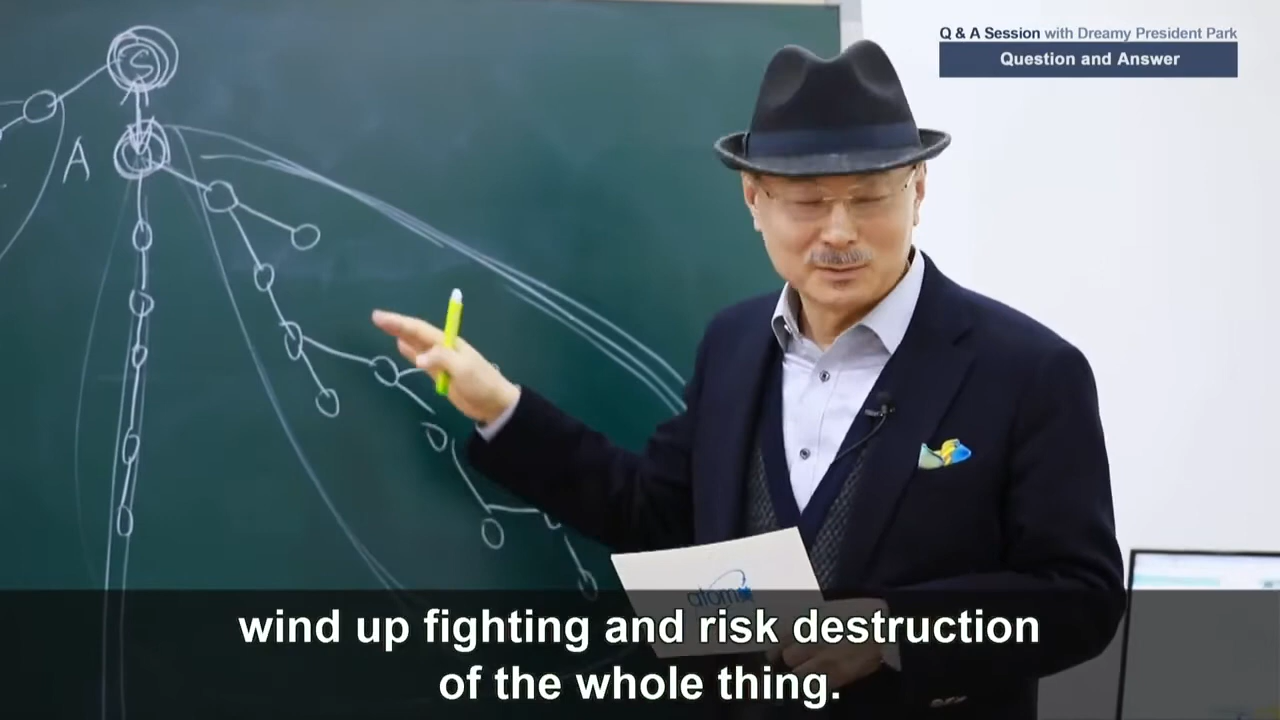 Q & A Session with Dreamy President Park
Question and Answer
S
A
atomy
wind up fighting and risk destruction
of the whole thing.